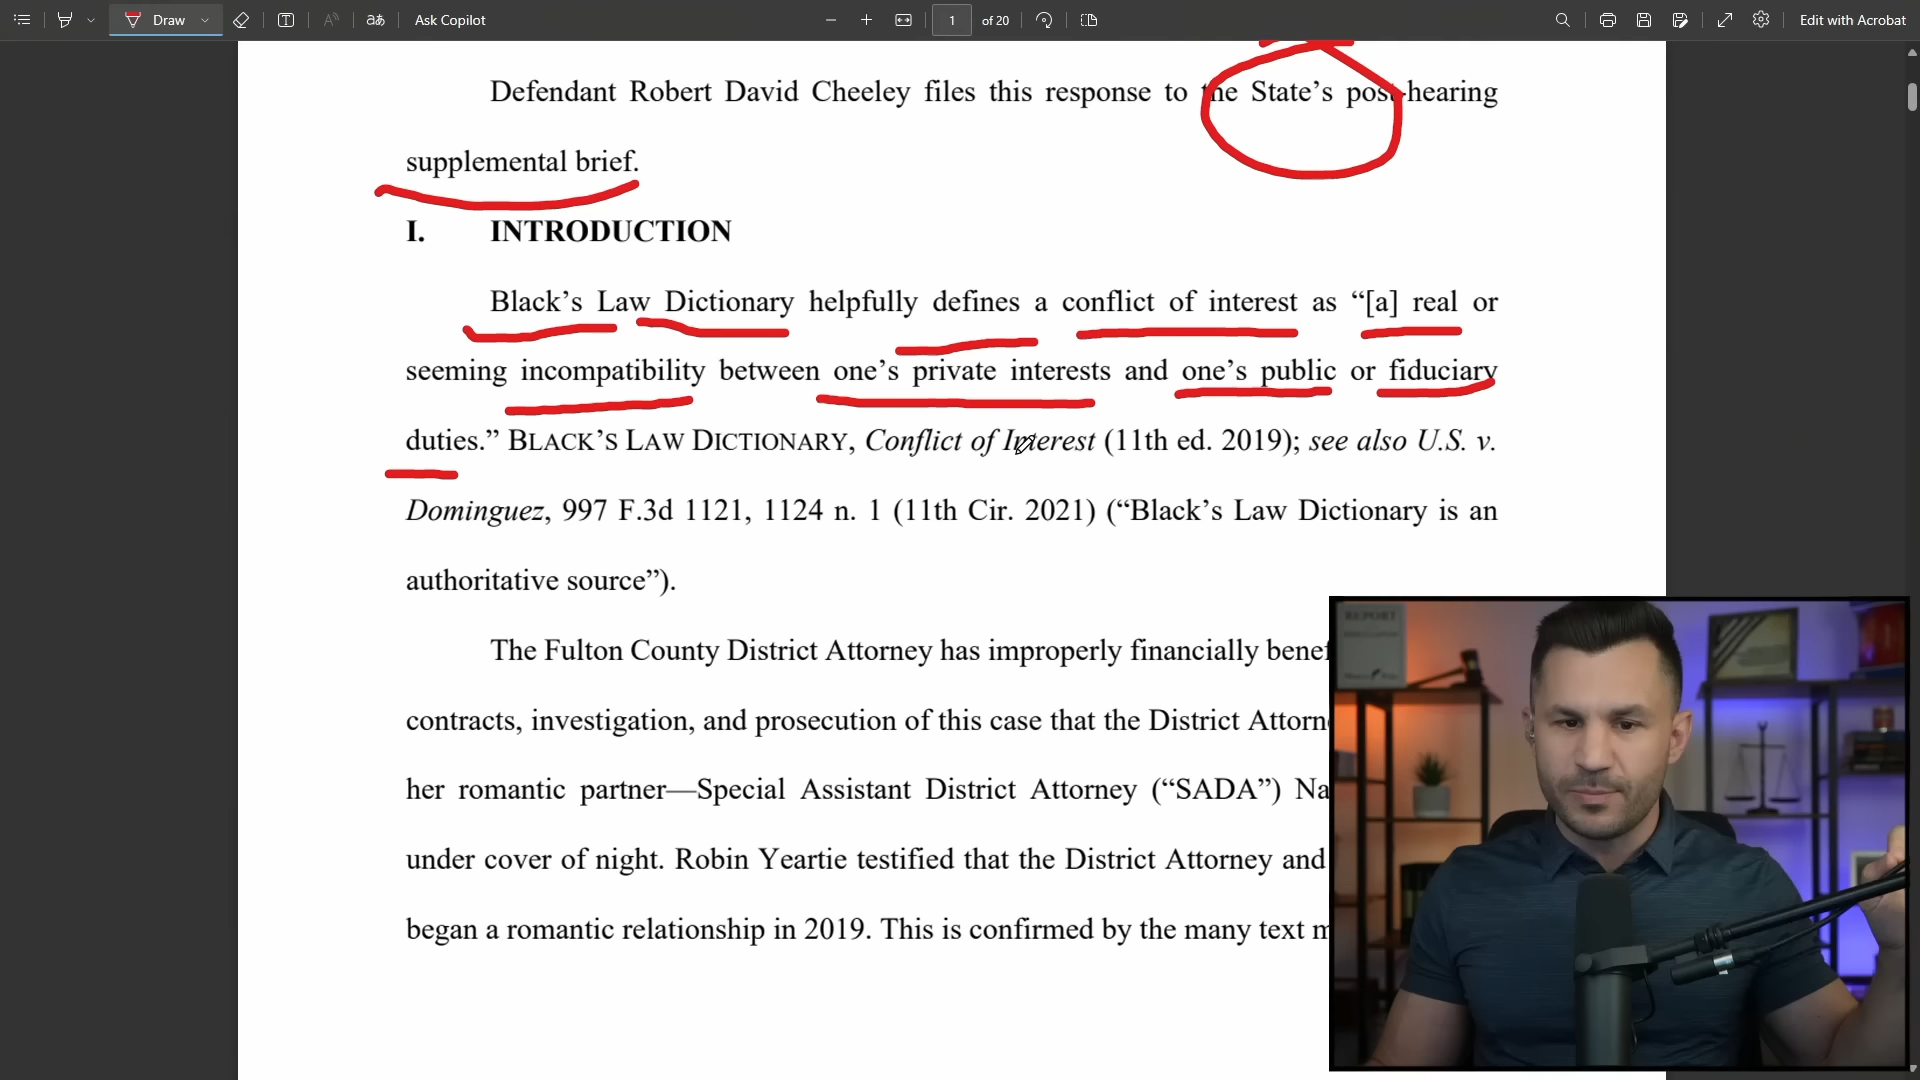 Draw
Ask Copilot
1 of 20
Edit with Acrobat
Defendant Robert David Cheeley files this response to the State’s post-hearing
supplemental brief.
I. INTRODUCTION
Black’s Law Dictionary helpfully defines a conflict of interest as “[a] real or
seeming incompatibility between one’s private interests and one’s public or fiduciary
duties.” BLACK’S LAW DICTIONARY, Conflict of Interest (11th ed. 2019); see also U.S. v.
Dominguez, 997 F.3d 1121, 1124 n. 1 (11th Cir. 2021) (“Black’s Law Dictionary is an
authoritative source”).
The Fulton County District Attorney has improperly financially benef
contracts, investigation, and prosecution of this case that the District Attorn
her romantic partner—Special Assistant District Attorney (“SADA”) Na
under cover of night. Robin Yeartie testified that the District Attorney and
began a romantic relationship in 2019. This is confirmed by the many text m
REPORT